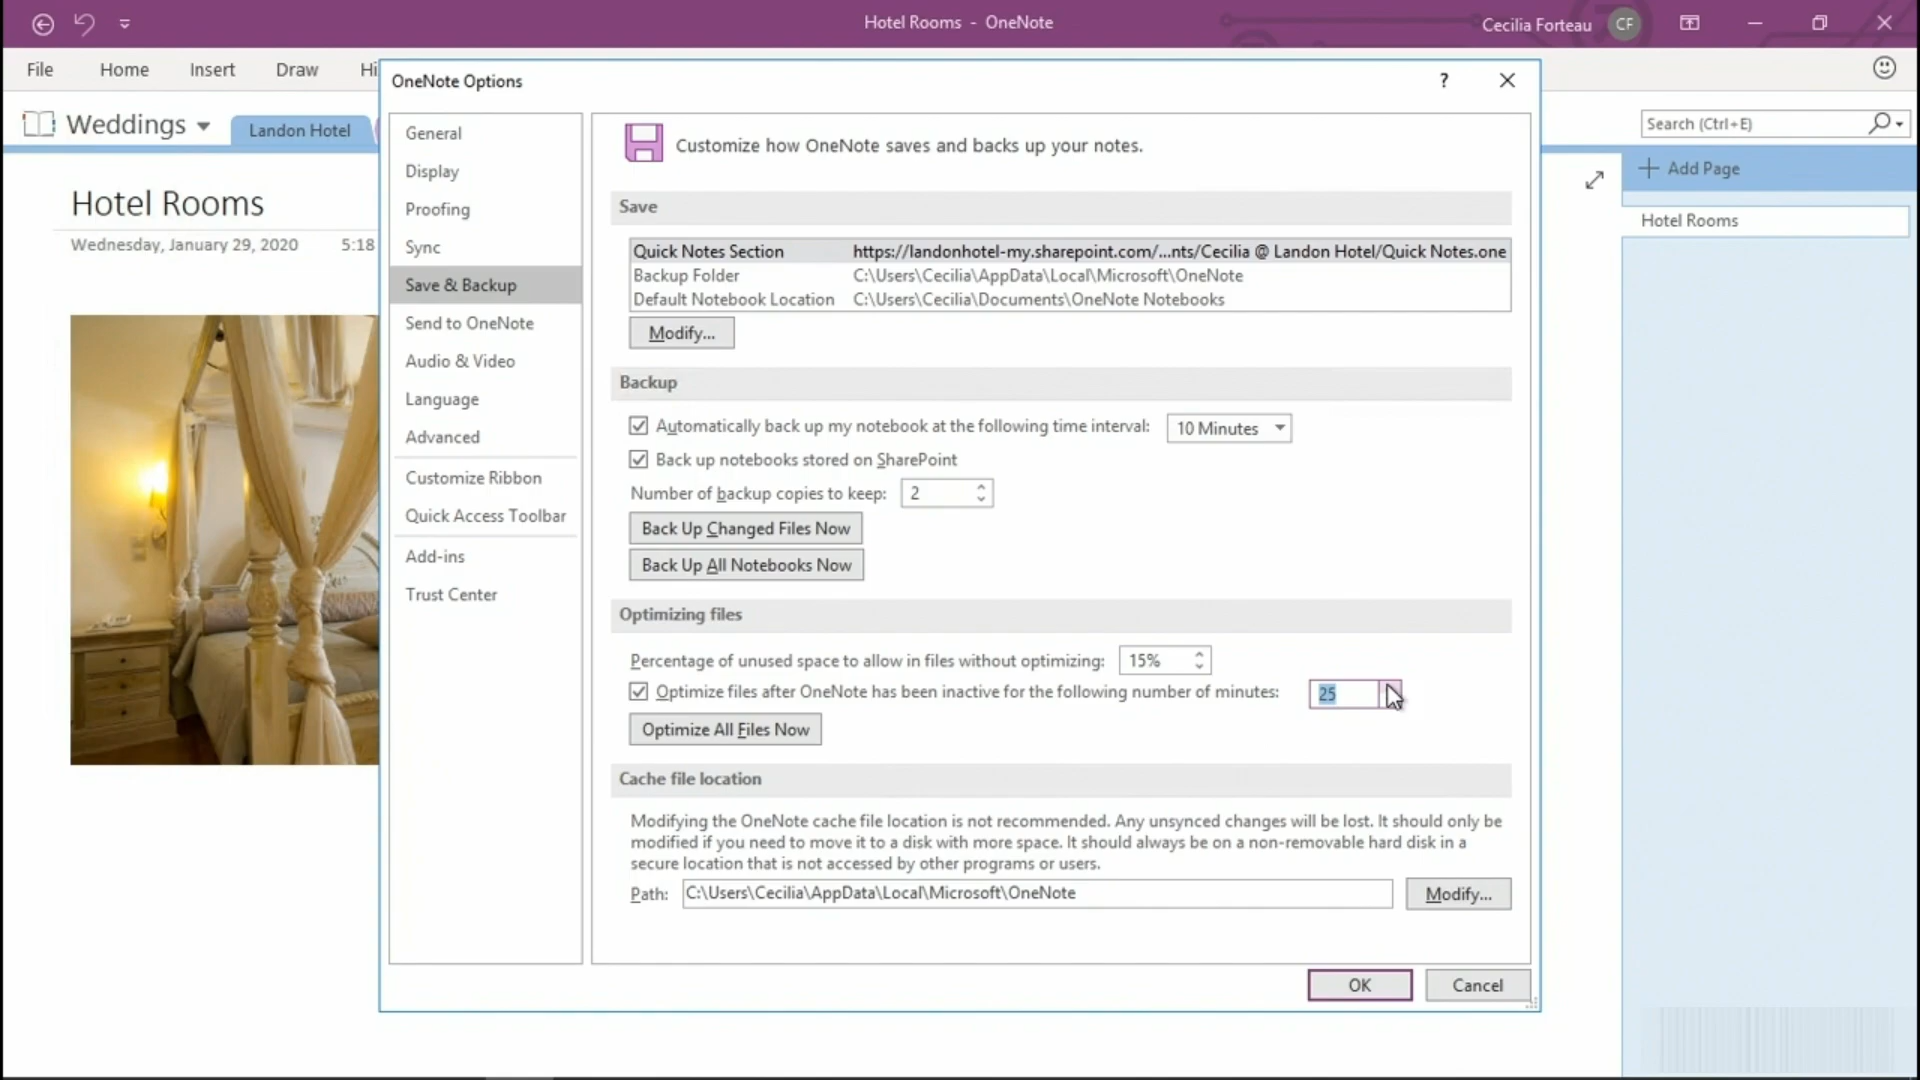 Hotel Rooms - OneNote
Cecilia Forteau
CF
File
Home
Insert
Draw
Hi
OneNote Options
?
Weddings
Landon Hotel
Search (Ctrl+E)
Add Page
Hotel Rooms
Hotel Rooms
Wednesday, January 29, 2020
5:18
General
Display
Proofing
Sync
Save & Backup
Send to OneNote
Audio & Video
Language
Advanced
Customize Ribbon
Quick Access Toolbar
Add-ins
Trust Center
Customize how OneNote saves and backs up your notes.
Save
Quick Notes Section https://landonhotel-my.sharepoint.com/...nts/Cecilia @ Landon Hotel/Quick Notes.one
Backup Folder C:\Users\Cecilia\AppData\Local\Microsoft\OneNote
Default Notebook Location C:\Users\Cecilia\Documents\OneNote Notebooks
Modify...
Backup
Automatically back up my notebook at the following time interval: 10 Minutes
Back up notebooks stored on SharePoint
Number of backup copies to keep: 2
Back Up Changed Files Now
Back Up All Notebooks Now
Optimizing files
Percentage of unused space to allow in files without optimizing: 15%
Optimize files after OneNote has been inactive for the following number of minutes: 25
Optimize All Files Now
Cache file location
Modifying the OneNote cache file location is not recommended. Any unsynced changes will be lost. It should only be
modified if you need to move it to a disk with more space. It should always be on a non-removable hard disk in a
secure location that is not accessed by other programs or users.
Path: C:\Users\Cecilia\AppData\Local\Microsoft\OneNote Modify...
OK
Cancel